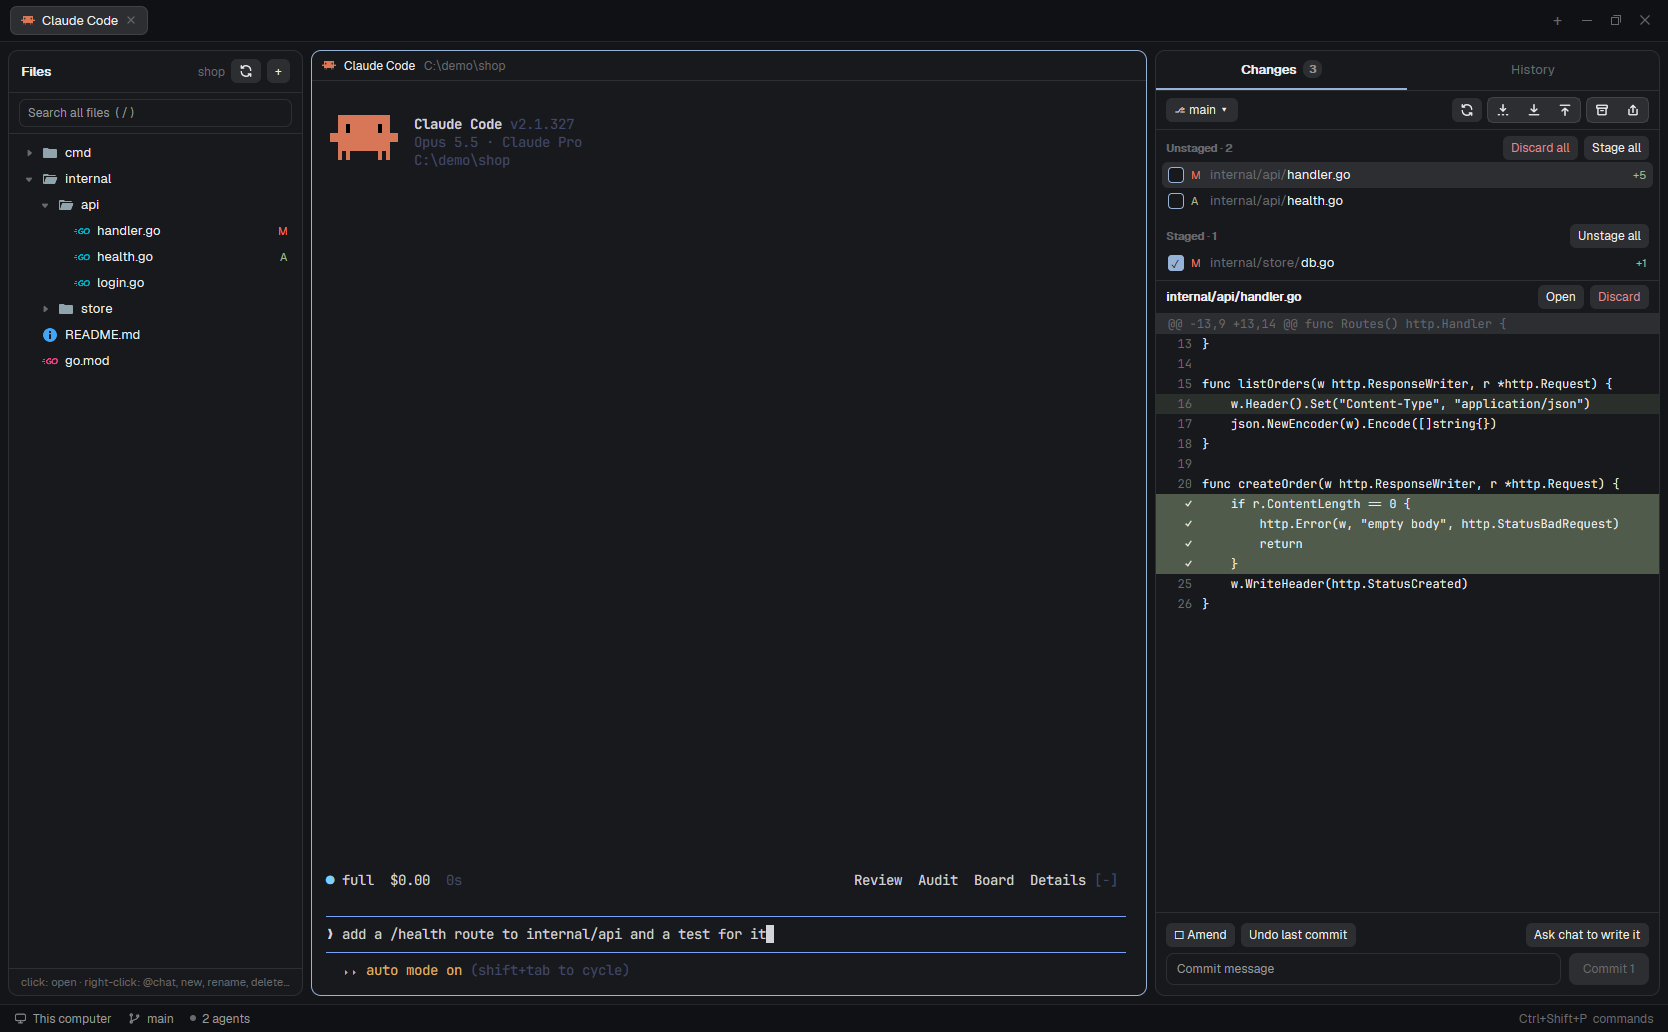 Claude Code
Files
shop
+
Search all files (/)
cmd
internal
api
handler.go M
health.go A
login.go
store
README.md
go.mod
click: open · right-click: @chat, new, rename, delete…
Claude Code C:\demo\shop
Claude Code v2.1.327
Opus 5.5 · Claude Pro
C:\demo\shop
full $0.00 0s
Review Audit Board Details [-]
❯ add a /health route to internal/api and a test for it
auto mode on (shift+tab to cycle)
Changes 3
History
main
Unstaged · 2
Discard all
Stage all
M internal/api/handler.go +5
A internal/api/health.go
Staged · 1
Unstage all
M internal/store/db.go +1
internal/api/handler.go
Open
Discard
@@ -13,9 +13,14 @@ func Routes() http.Handler {
13 }
14
15 func listOrders(w http.ResponseWriter, r *http.Request) {
16 w.Header().Set("Content-Type", "application/json")
17 json.NewEncoder(w).Encode([]string{})
18 }
19
20 func createOrder(w http.ResponseWriter, r *http.Request) {
✓ if r.ContentLength == 0 {
✓ http.Error(w, "empty body", http.StatusBadRequest)
✓ return
✓ }
25 w.WriteHeader(http.StatusCreated)
26 }
Amend
Undo last commit
Ask chat to write it
Commit message
Commit 1
This computer
main
2 agents
Ctrl+Shift+P commands